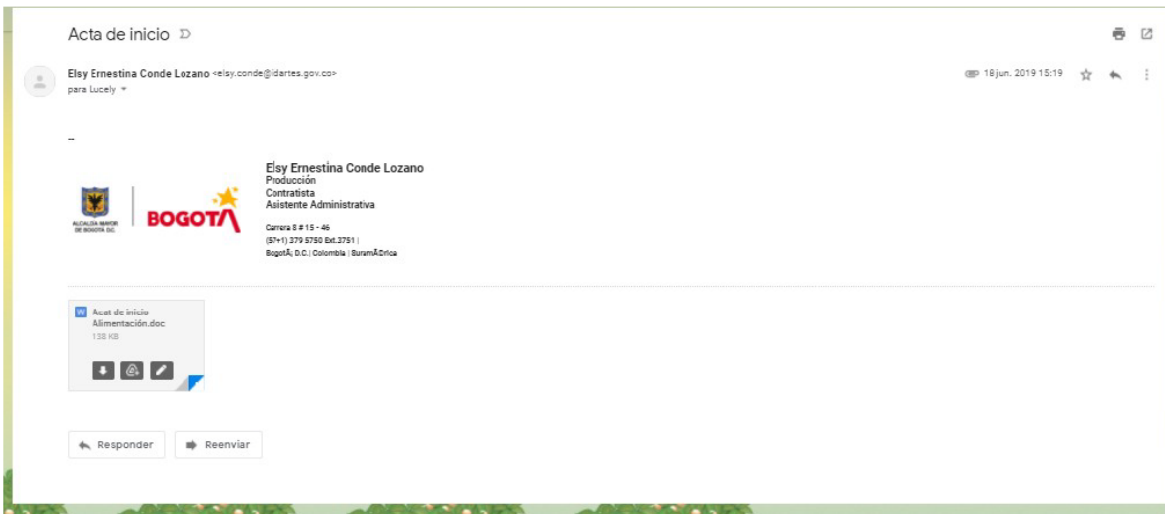 Acta de inicio
Elsy Ernestina Conde Lozano <elsy.conde@idartes.gov.co>
18 jun. 2019 15:19
para Lucely
--
Elsy Ernestina Conde Lozano
Producción
Contratista
Asistente Administrativa
ALCALDÍA MAYOR
DE BOGOTÁ D.C.
BOGOTÁ
Carrera 8 # 15 - 46
(57+1) 379 5750 Ext.3751 |
BogotÃ¡ D.C. | Colombia | SuramÃ©rica
W
Acat de inicio
Alimentación.doc
138 KB
Responder
Reenviar